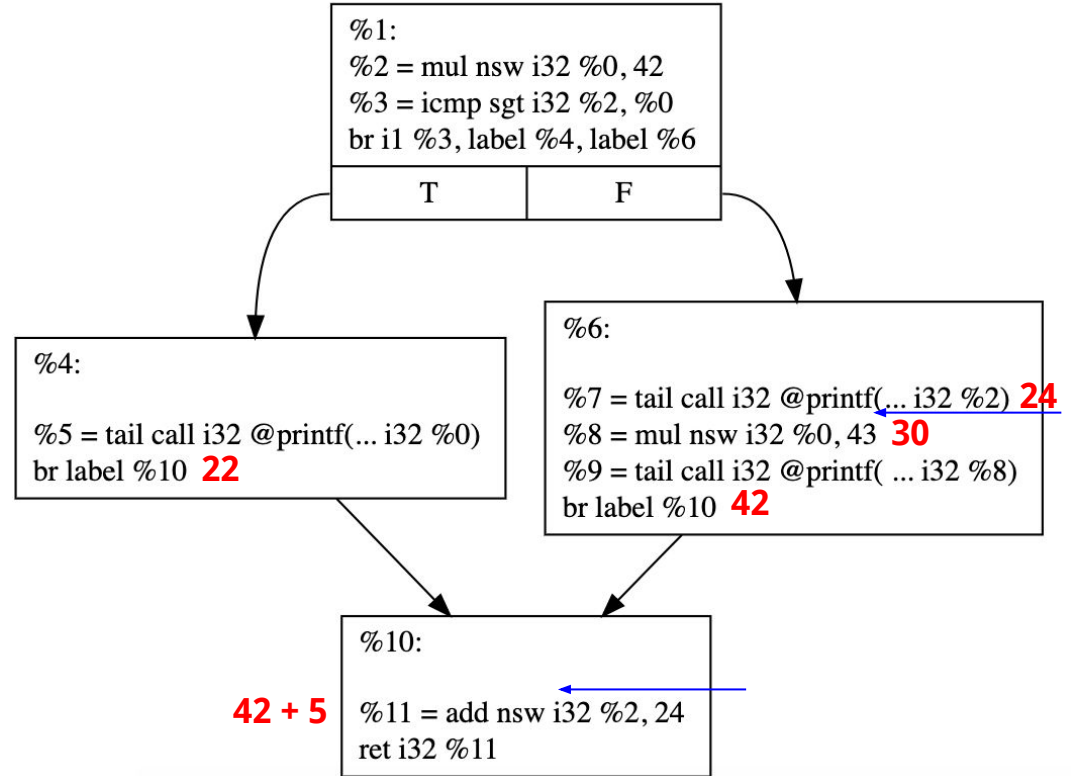 %1:
%2 = mul nsw i32 %0, 42
%3 = icmp sgt i32 %2, %0
br i1 %3, label %4, label %6
T F
%4:
%5 = tail call i32 @printf(... i32 %0)
br label %10 22
%6:
%7 = tail call i32 @printf(... i32 %2) 24
%8 = mul nsw i32 %0, 43 30
%9 = tail call i32 @printf( ... i32 %8)
br label %10 42
%10:
42 + 5 %11 = add nsw i32 %2, 24
ret i32 %11